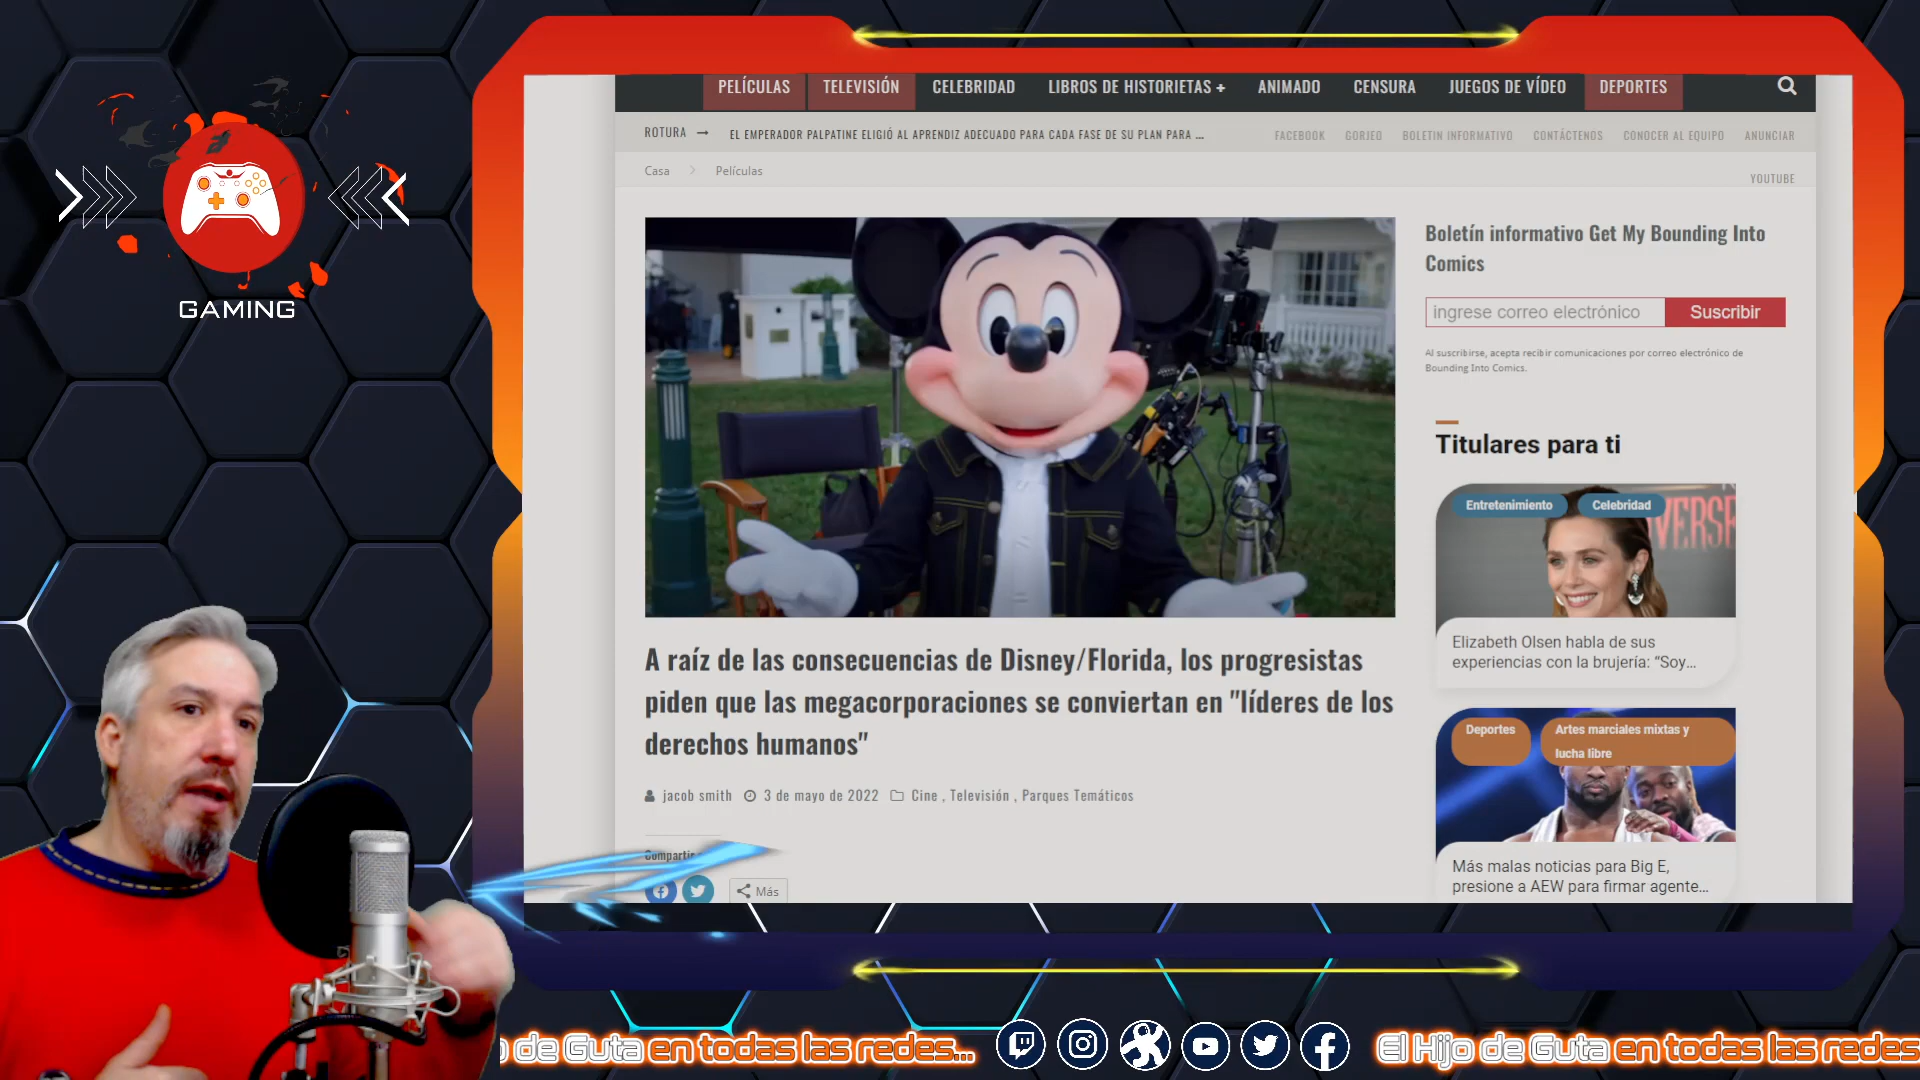 GAMING
PELÍCULAS
TELEVISIÓN
CELEBRIDAD
LIBROS DE HISTORIETAS +
ANIMADO
CENSURA
JUEGOS DE VÍDEO
DEPORTES
ROTURA → EL EMPERADOR PALPATINE ELIGIÓ AL APRENDIZ ADECUADO PARA CADA FASE DE SU PLAN PARA ...
FACEBOOK
GORJEO
BOLETIN INFORMATIVO
CONTÁCTENOS
CONOCER AL EQUIPO
ANUNCIAR
YOUTUBE
Casa > Películas
A raíz de las consecuencias de Disney/Florida, los progresistas
piden que las megacorporaciones se conviertan en "líderes de los
derechos humanos"
jacob smith 3 de mayo de 2022 Cine , Televisión , Parques Temáticos
Compartir
Más
Boletín informativo Get My Bounding Into
Comics
ingrese correo electrónico
Suscribir
Al suscribirse, acepta recibir comunicaciones por correo electrónico de
Bounding Into Comics.
Titulares para ti
Entretenimiento
Celebridad
VERSE
Elizabeth Olsen habla de sus
experiencias con la brujería: “Soy...
Deportes
Artes marciales mixtas y
lucha libre
Más malas noticias para Big E,
presione a AEW para firmar agente...
de Guta en todas las redes...
El Hijo de Guta en todas las redes